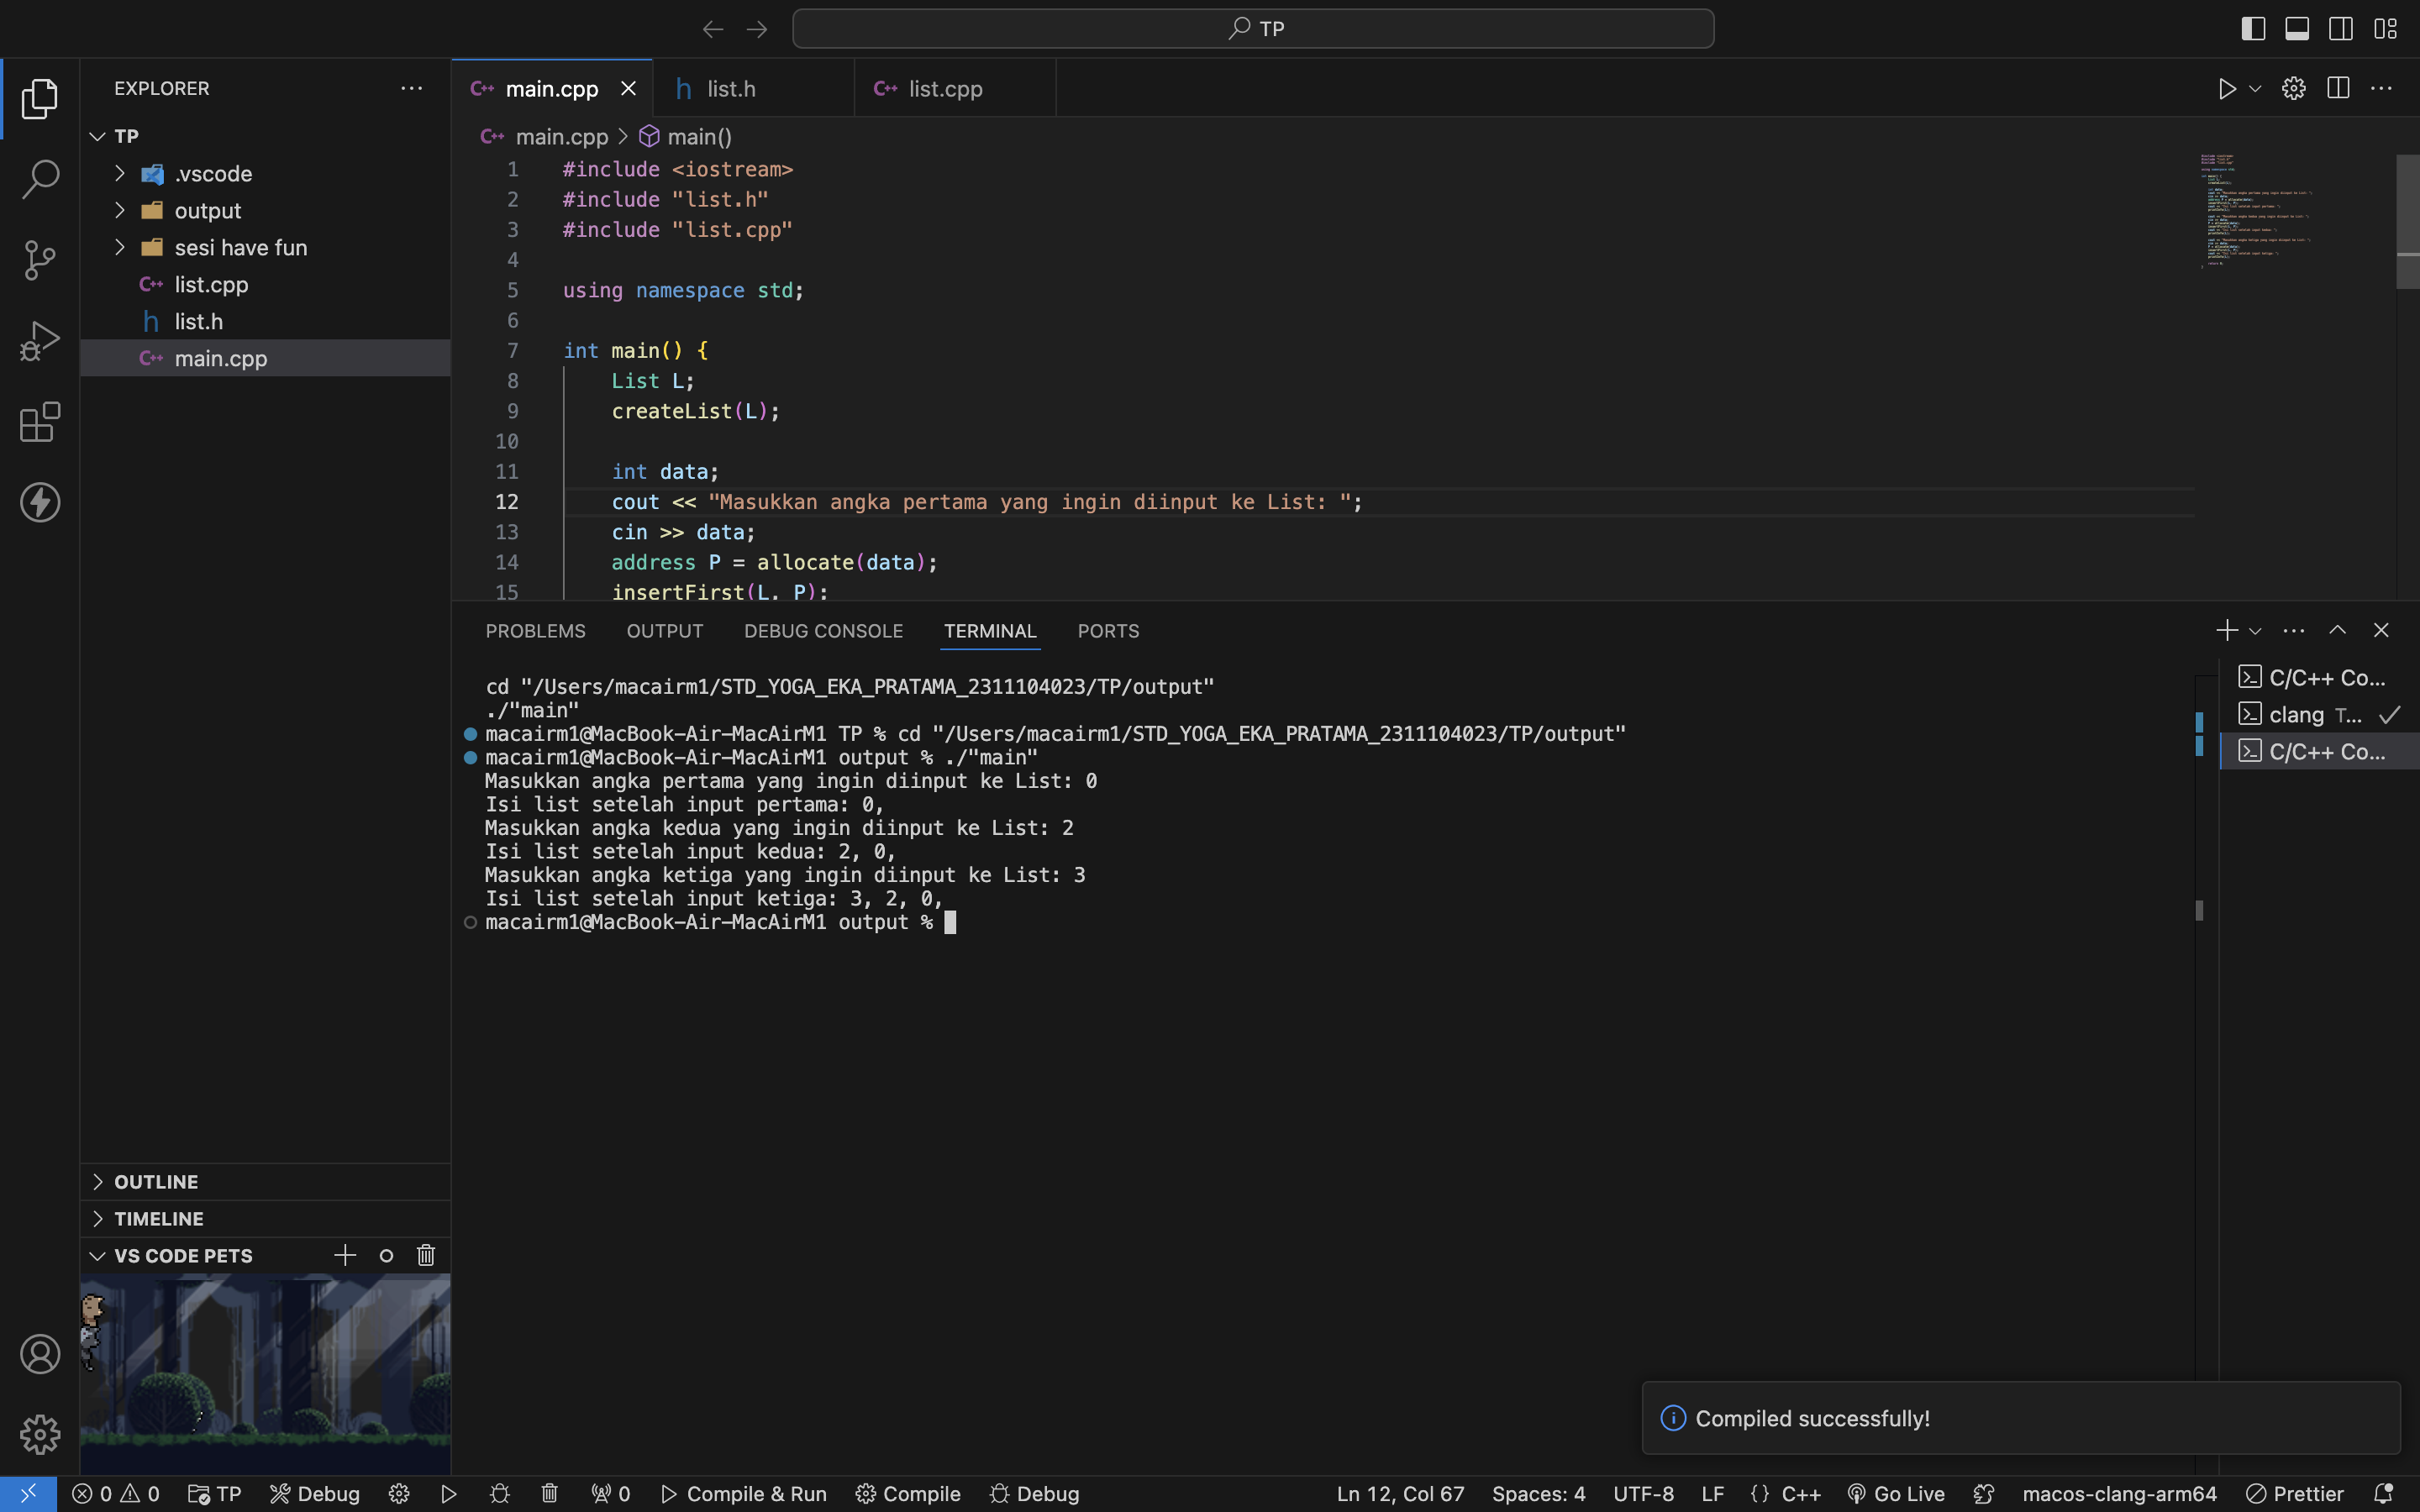 TP
EXPLORER
TP
.vscode
output
sesi have fun
list.cpp
list.h
main.cpp
OUTLINE
TIMELINE
VS CODE PETS
main.cpp
list.h
list.cpp
main.cpp > main()
1 #include <iostream>
2 #include "list.h"
3 #include "list.cpp"
4
5 using namespace std;
6
7 int main() {
8 List L;
9 createList(L);
10
11 int data;
12 cout << "Masukkan angka pertama yang ingin diinput ke List: ";
13 cin >> data;
14 address P = allocate(data);
15 insertFirst(L, P);
PROBLEMS OUTPUT DEBUG CONSOLE TERMINAL PORTS
cd "/Users/macairm1/STD_YOGA_EKA_PRATAMA_2311104023/TP/output"
./"main"
macairm1@MacBook-Air-MacAirM1 TP % cd "/Users/macairm1/STD_YOGA_EKA_PRATAMA_2311104023/TP/output"
macairm1@MacBook-Air-MacAirM1 output % ./"main"
Masukkan angka pertama yang ingin diinput ke List: 0
Isi list setelah input pertama: 0,
Masukkan angka kedua yang ingin diinput ke List: 2
Isi list setelah input kedua: 2, 0,
Masukkan angka ketiga yang ingin diinput ke List: 3
Isi list setelah input ketiga: 3, 2, 0,
macairm1@MacBook-Air-MacAirM1 output %
C/C++ Co...
clang T...
C/C++ Co...
Compiled successfully!
0 0 TP Debug 0 Compile & Run Compile Debug Ln 12, Col 67 Spaces: 4 UTF-8 LF {} C++ Go Live macos-clang-arm64 Prettier